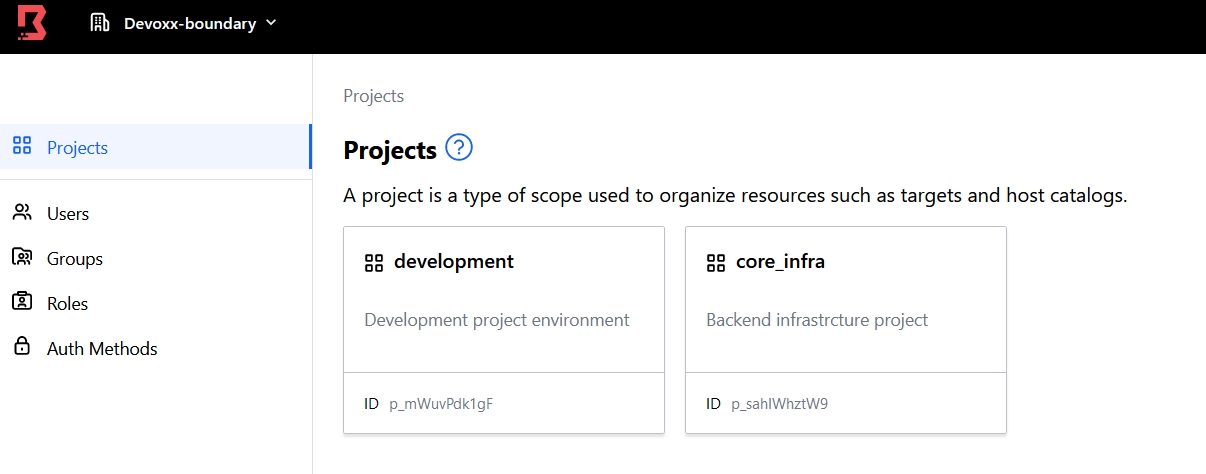 Devoxx-boundary
Projects
Users
Groups
Roles
Auth Methods
Projects
Projects ?
A project is a type of scope used to organize resources such as targets and host catalogs.
development
Development project environment
ID p_mWuvPdk1gF
core_infra
Backend infrastrcture project
ID p_sahIWhztW9